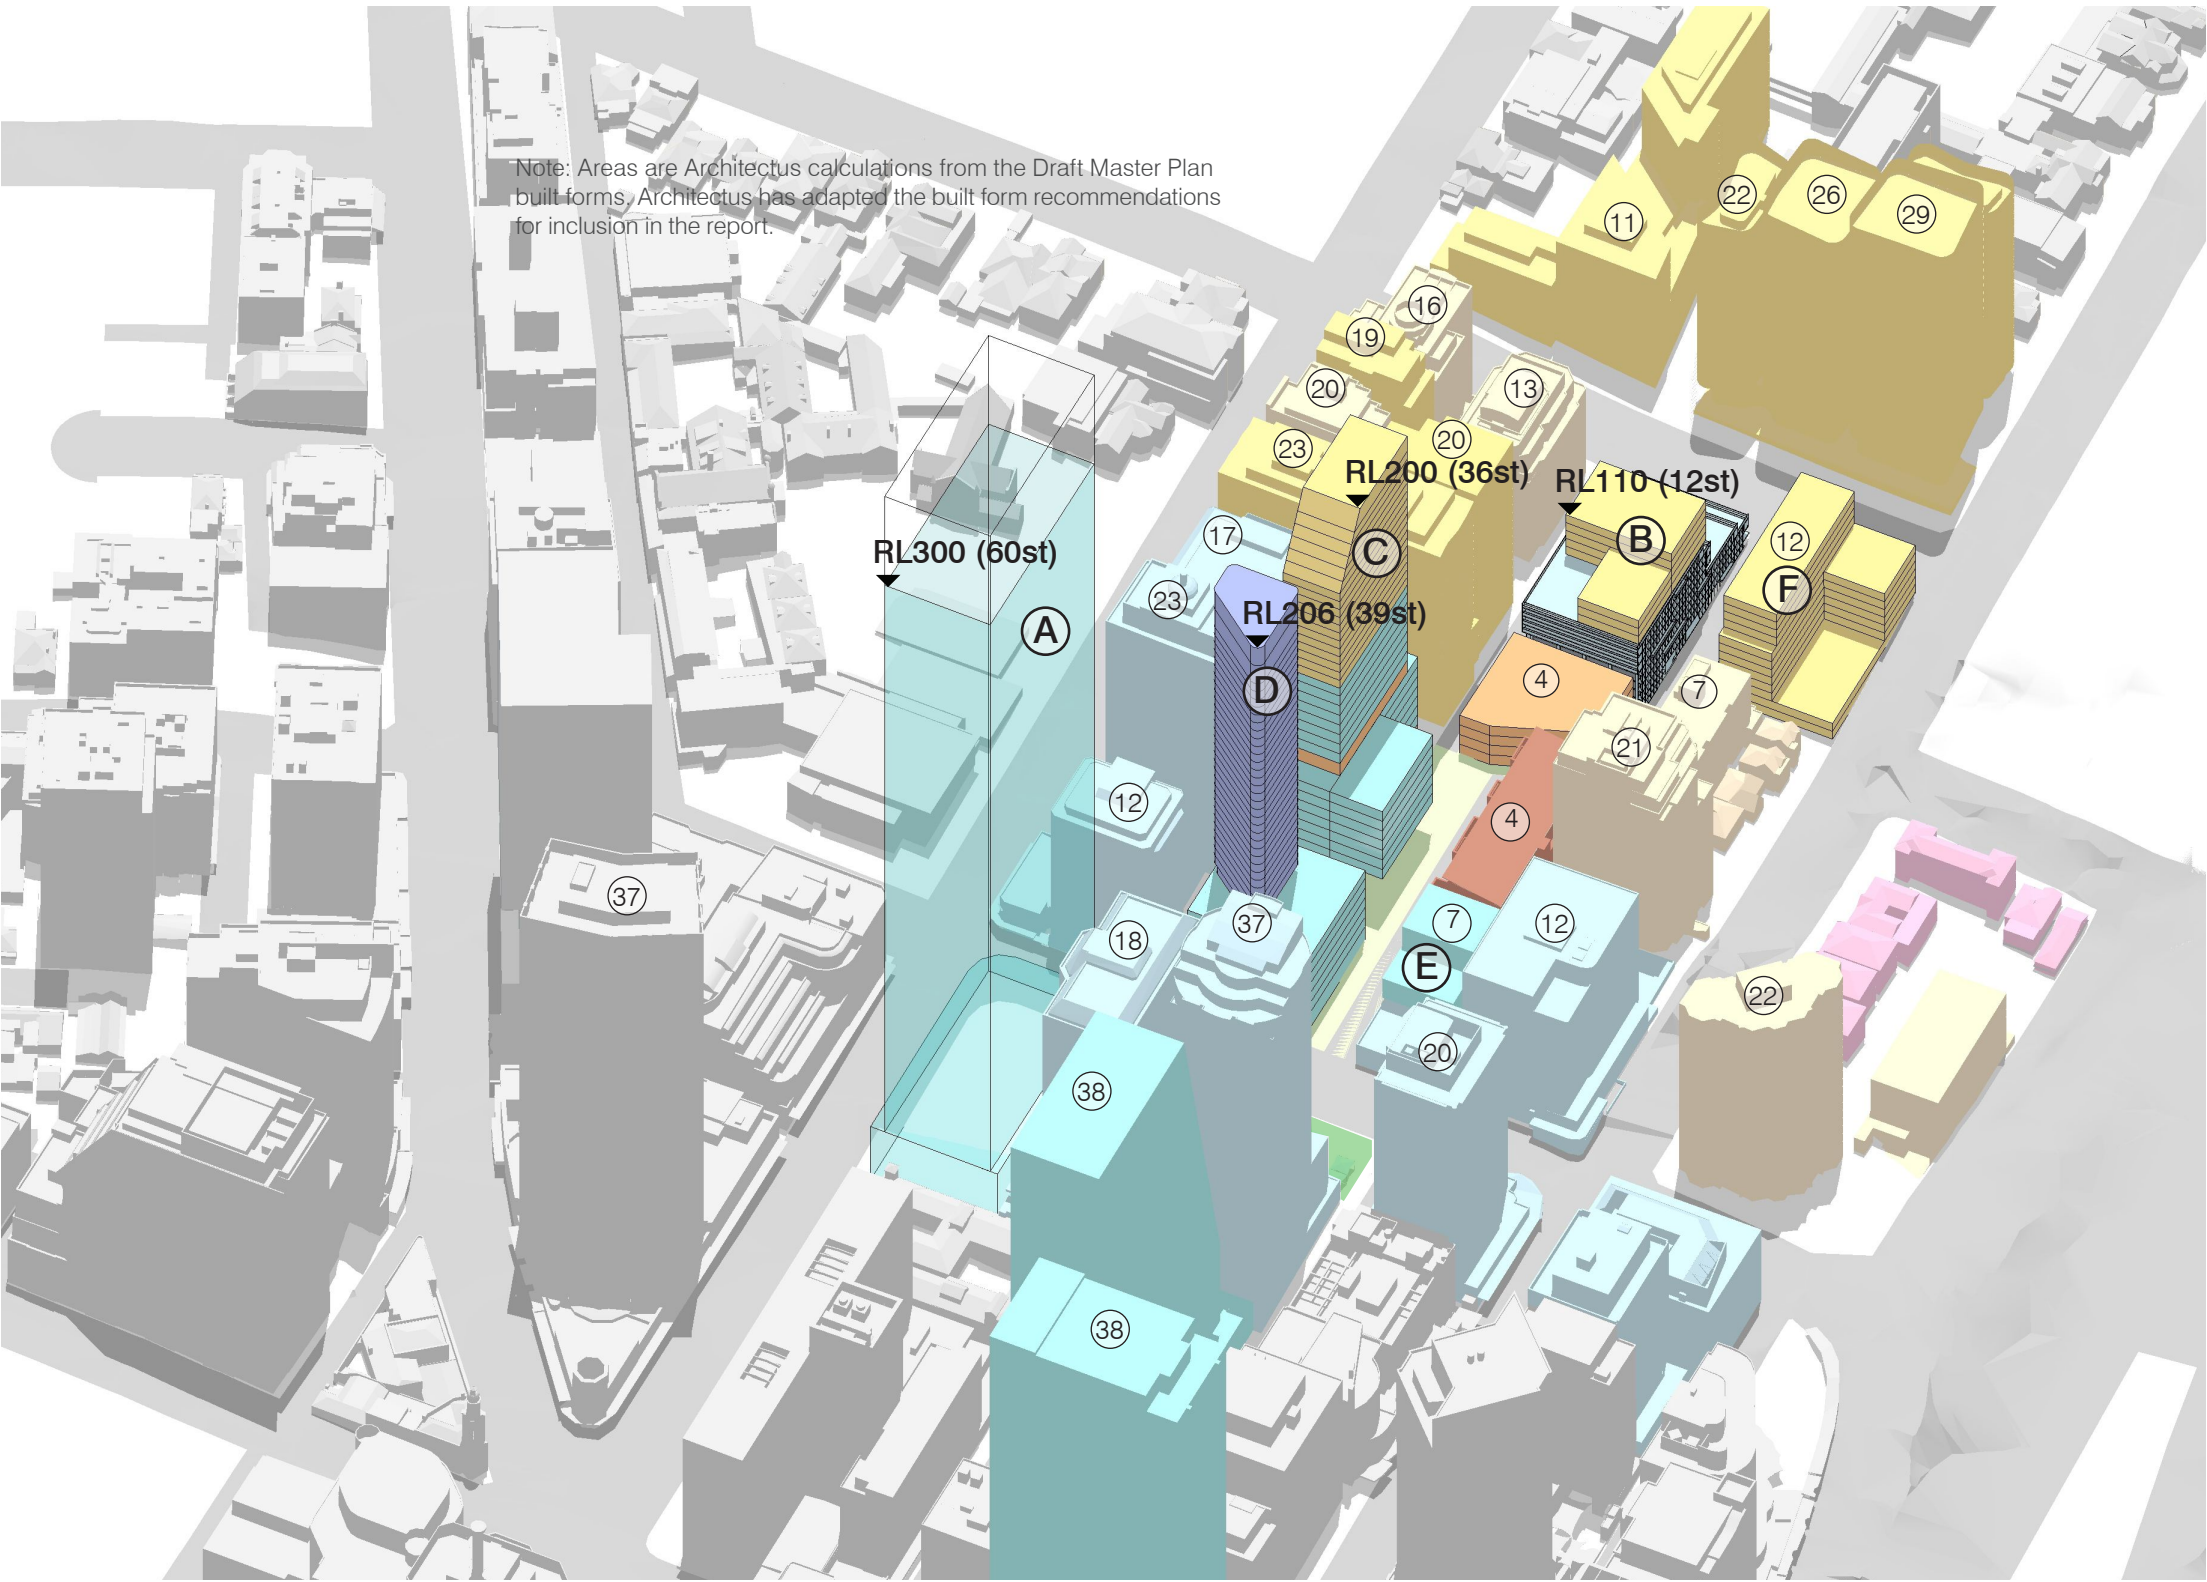 Note: Areas are Architectus calculations from the Draft Master Plan
built forms. Architectus has adapted the built form recommendations
for inclusion in the report.
22
26
29
11
16
19
20
13
23
20
RL200 (36st)
RL110 (12st)
17
C
B
12
RL300 (60st)
F
23
RL206 (39st)
A
4
D
7
21
12
4
37
7
12
18
37
E
22
20
38
38